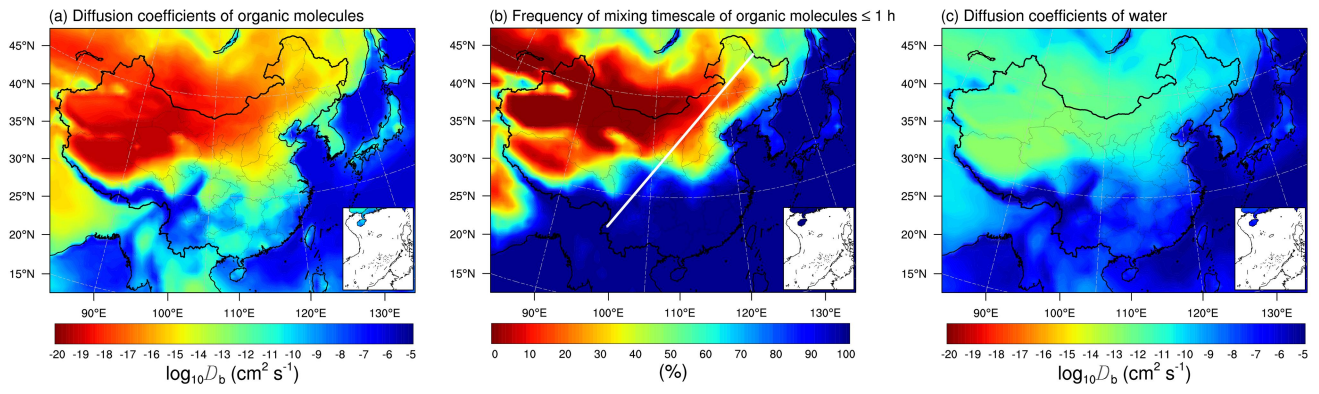 (a) Diffusion coefficients of organic molecules
(b) Frequency of mixing timescale of organic molecules ≤ 1 h
(c) Diffusion coefficients of water
45°N
40°N
35°N
30°N
25°N
20°N
15°N
90°E 100°E 110°E 120°E 130°E
45°N
40°N
35°N
30°N
25°N
20°N
15°N
90°E 100°E 110°E 120°E 130°E
45°N
40°N
35°N
30°N
25°N
20°N
15°N
90°E 100°E 110°E 120°E 130°E
-20 -19 -18 -17 -16 -15 -14 -13 -12 -11 -10 -9 -8 -7 -6 -5
log₁₀D_b (cm² s⁻¹)
0 10 20 30 40 50 60 70 80 90 100
(%)
-20 -19 -18 -17 -16 -15 -14 -13 -12 -11 -10 -9 -8 -7 -6 -5
log₁₀D_b (cm² s⁻¹)